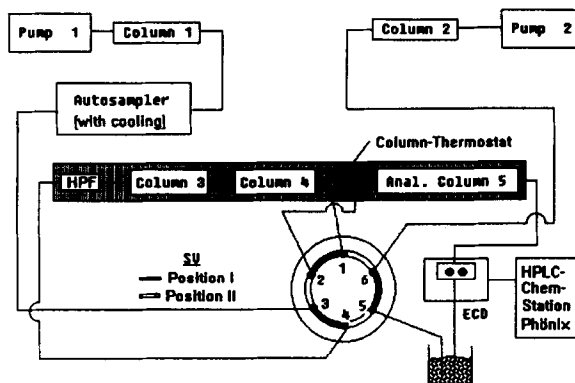 Pump 1
Column 1
Column 2
Pump 2
Autosampler
(with cooling)
Column-Thermostat
HPF
Column 3
Column 4
Anal. Column 5
SV
Position I
Position II
1
2
3
4
5
6
ECD
HPLC-
Chem-
Station
Phönix